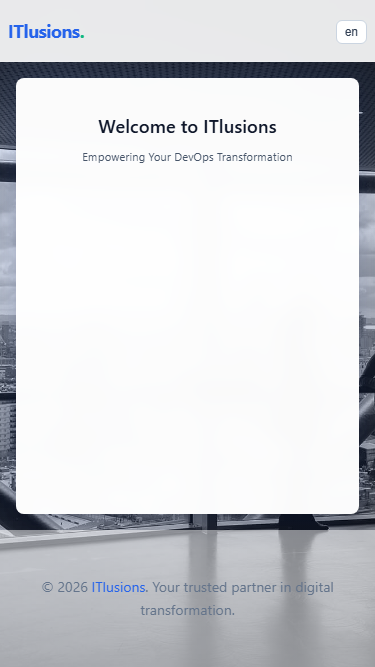 ITlusions.
en
Welcome to ITlusions
Empowering Your DevOps Transformation
© 2026 ITlusions. Your trusted partner in digital
transformation.